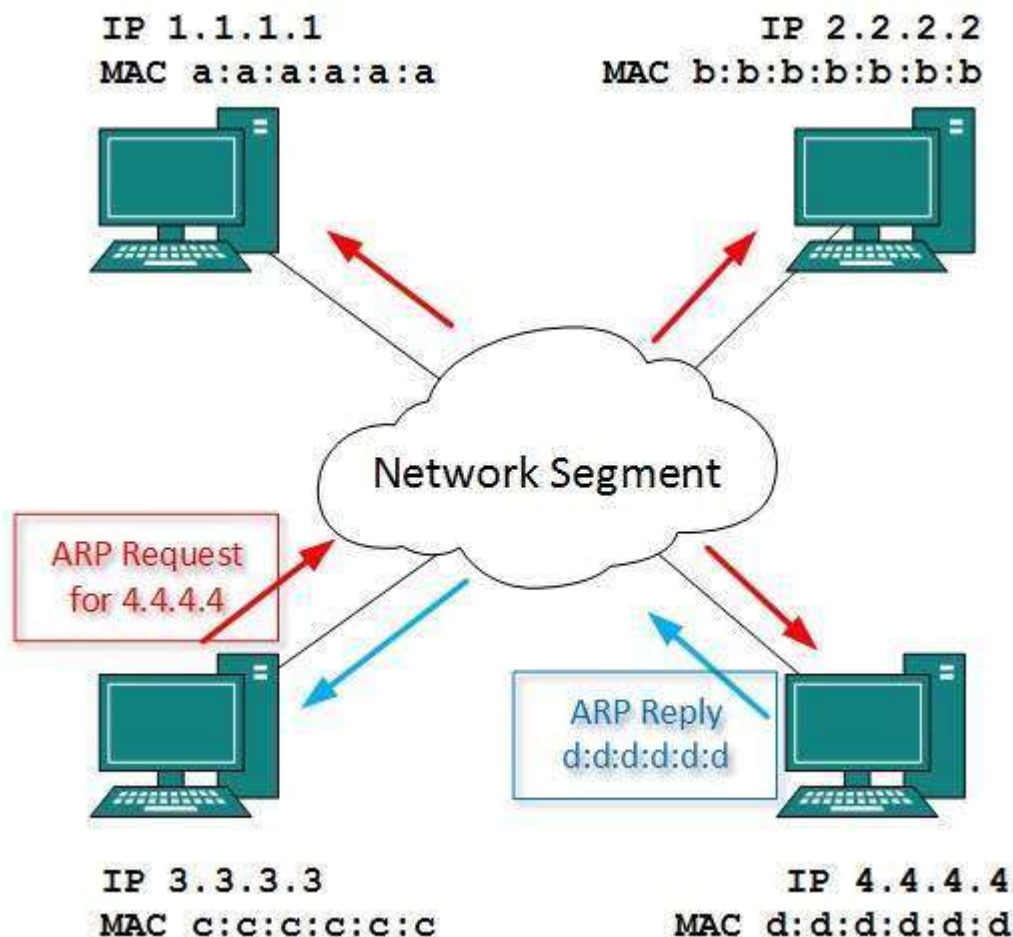 IP 1.1.1.1
MAC a:a:a:a:a:a
IP 2.2.2.2
MAC b:b:b:b:b:b:b
Network Segment
ARP Request
for 4.4.4.4
ARP Reply
d:d:d:d:d:d
IP 3.3.3.3
MAC c:c:c:c:c:c
IP 4.4.4.4
MAC d:d:d:d:d:d